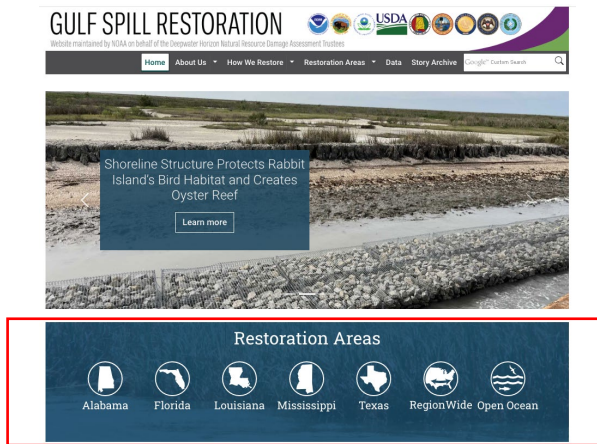 GULF SPILL RESTORATION
USDA
Website maintained by NOAA on behalf of the Deepwater Horizon Natural Resource Damage Assessment Trustees
Home About Us How We Restore Restoration Areas Data Story Archive Google Custom Search
Shoreline Structure Protects Rabbit
Island's Bird Habitat and Creates
Oyster Reef
Learn more
Restoration Areas
Alabama Florida Louisiana Mississippi Texas RegionWide Open Ocean